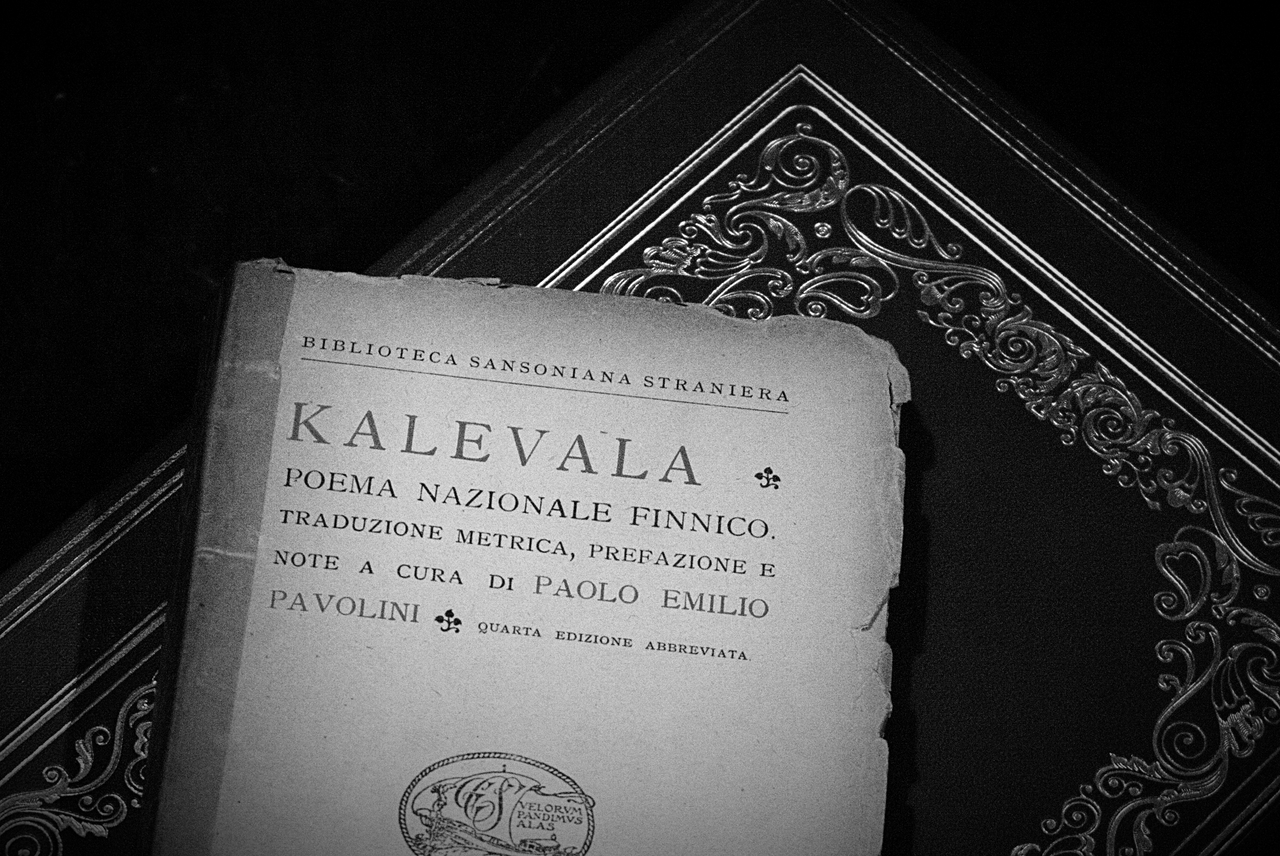 BIBLIOTECA SANSONIANA STRANIERA
KALEVALA
POEMA NAZIONALE FINNICO.
TRADUZIONE METRICA, PREFAZIONE E
NOTE A CURA DI PAOLO EMILIO
PAVOLINI QUARTA EDIZIONE ABBREVIATA.
GCS
VELORVM
PANDIMVS
ALAS